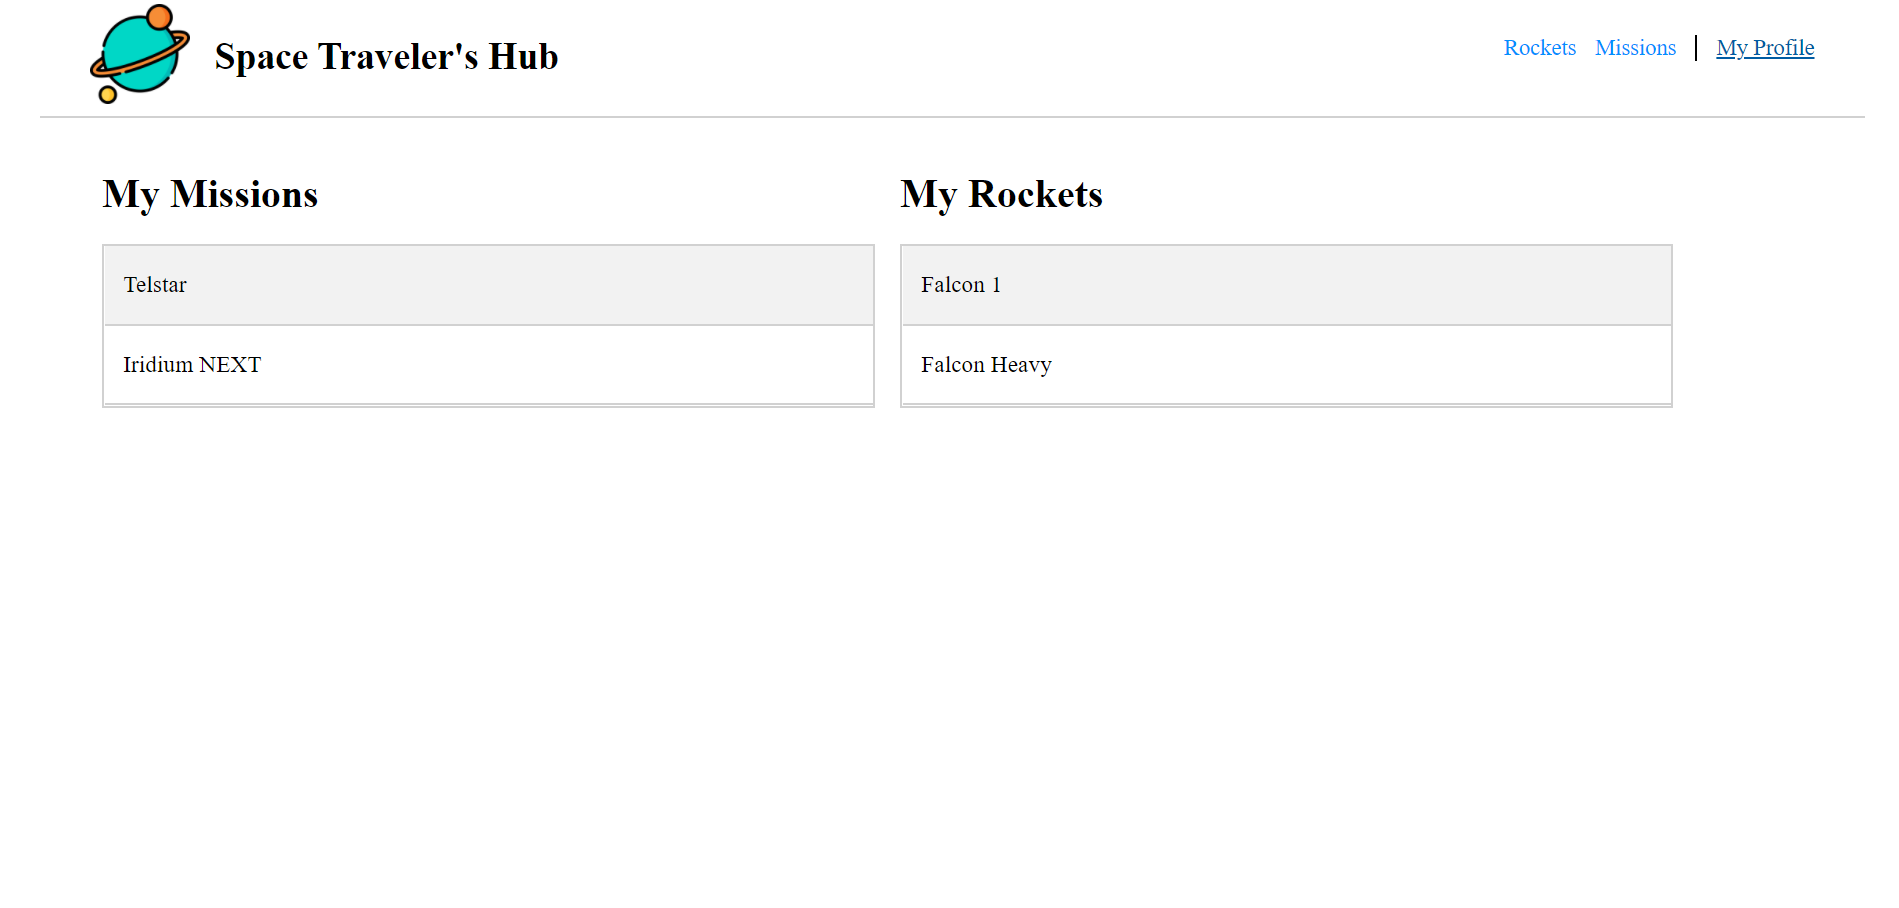 Space Traveler's Hub
Rockets Missions | My Profile
My Missions
Telstar
Iridium NEXT
My Rockets
Falcon 1
Falcon Heavy